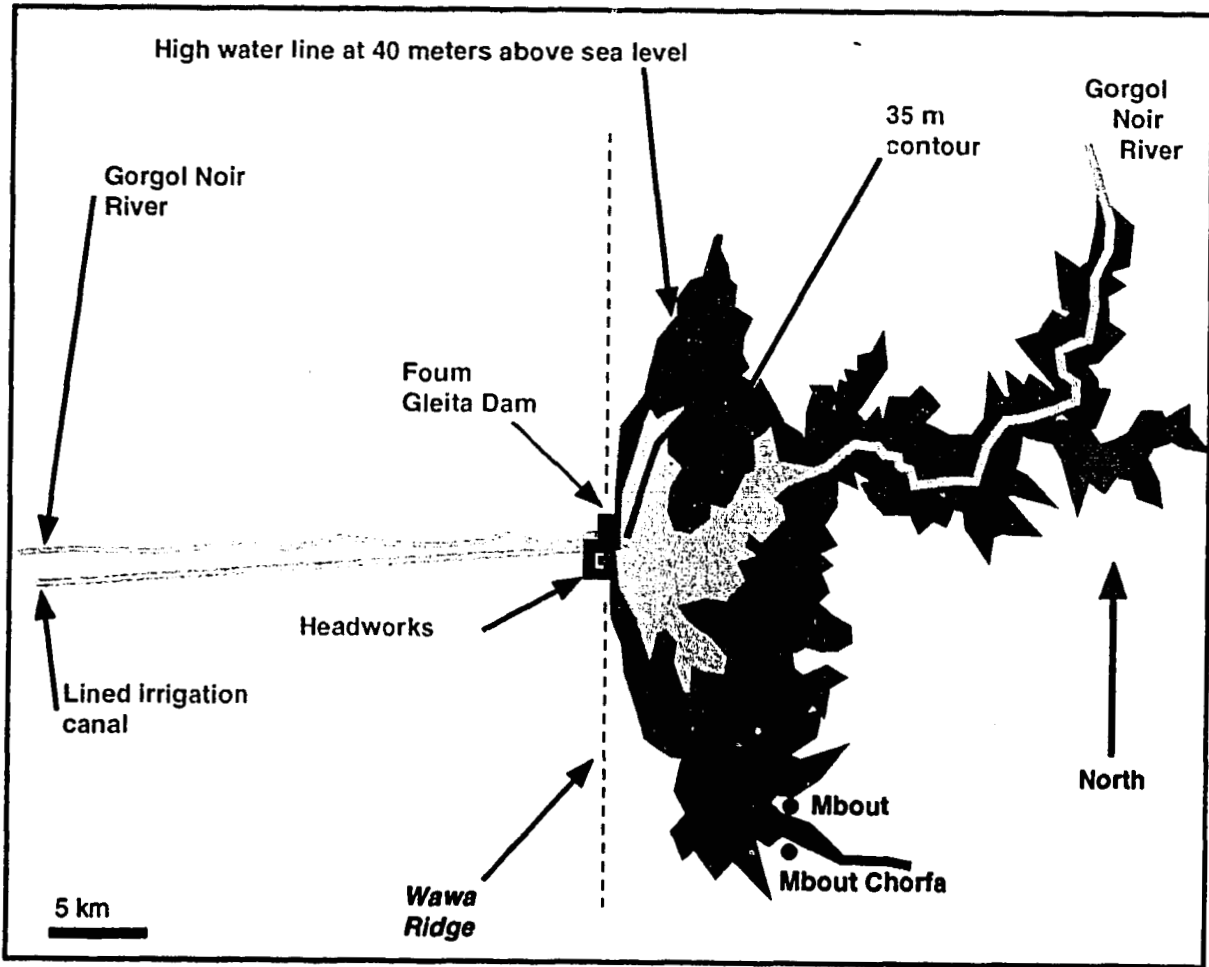 High water line at 40 meters above sea level
Gorgol
Noir
River
35 m
contour
Gorgol Noir
River
Foum
Gleita Dam
Headworks
Lined irrigation
canal
North
Mbout
Mbout Chorfa
Wawa
Ridge
5 km